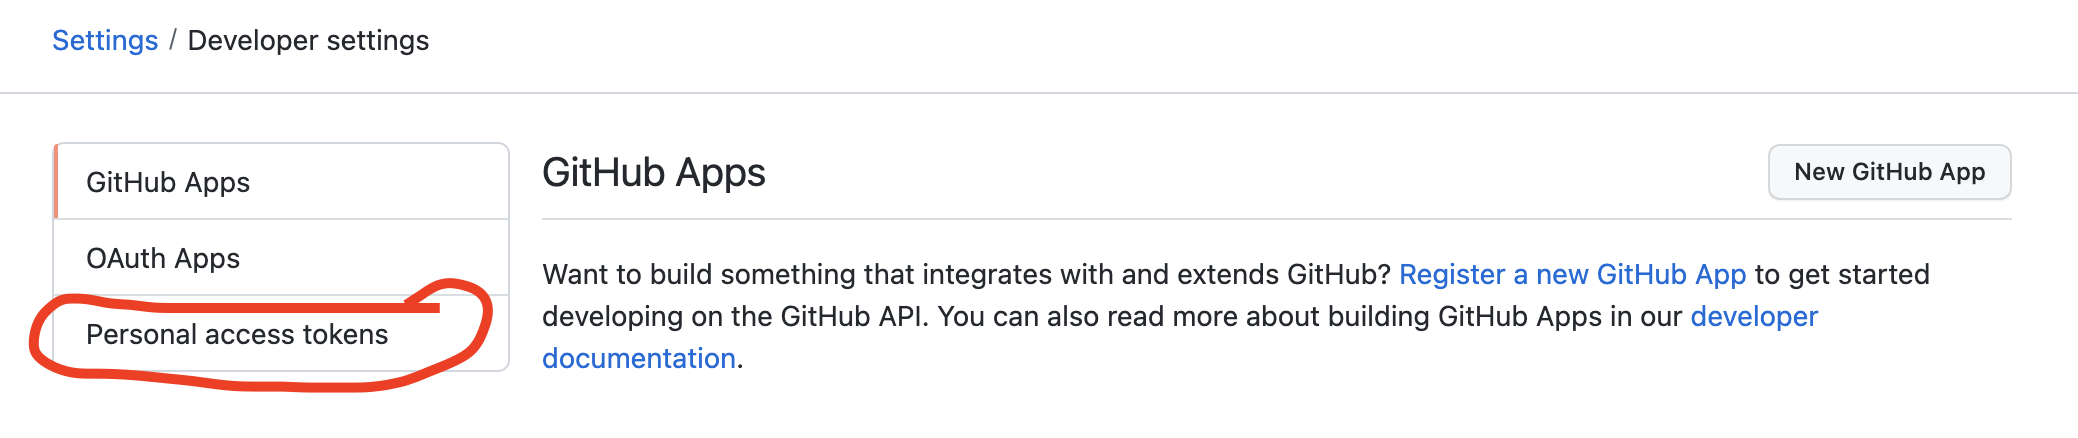 Settings / Developer settings
GitHub Apps
OAuth Apps
Personal access tokens
GitHub Apps
New GitHub App
Want to build something that integrates with and extends GitHub? Register a new GitHub App to get started
developing on the GitHub API. You can also read more about building GitHub Apps in our developer
documentation.